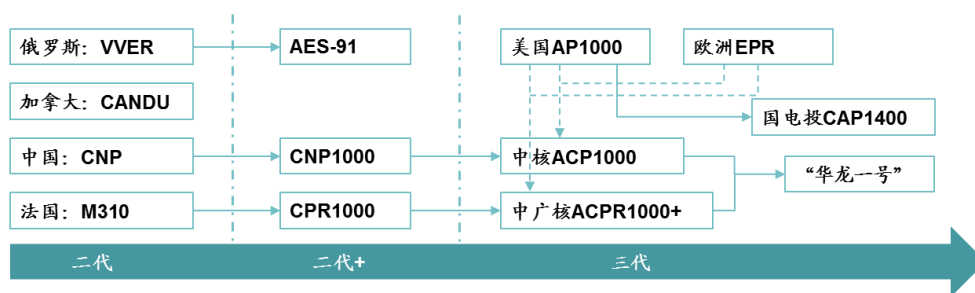 俄罗斯：VVER
AES-91
美国AP1000
欧洲EPR
加拿大：CANDU
国电投CAP1400
中国：CNP
CNP1000
中核ACP1000
“华龙一号”
法国：M310
CPR1000
中广核ACPR1000+
二代
二代+
三代